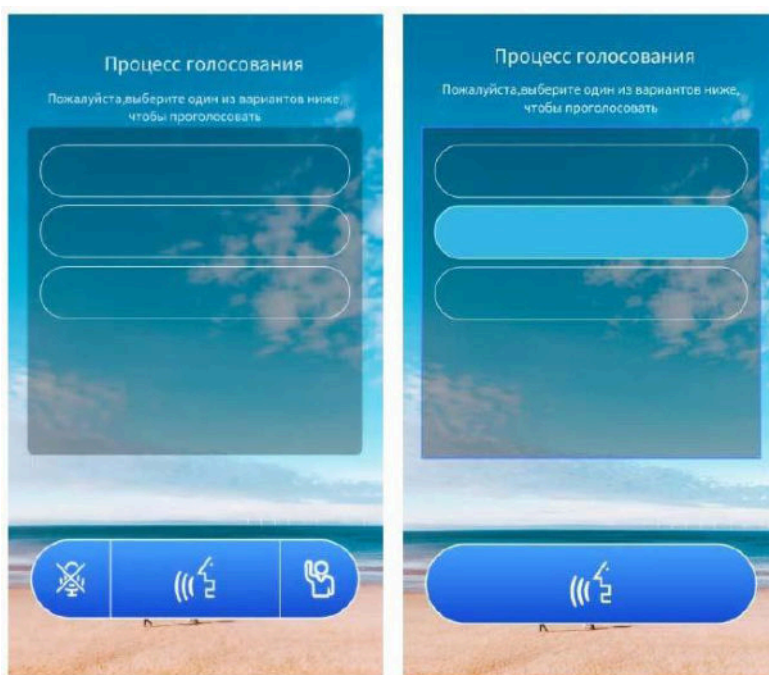 Процесс голосования
Пожалуйста,выберите один из вариантов ниже,
чтобы проголосовать
Процесс голосования
Пожалуйста,выберите один из вариантов ниже,
чтобы проголосовать